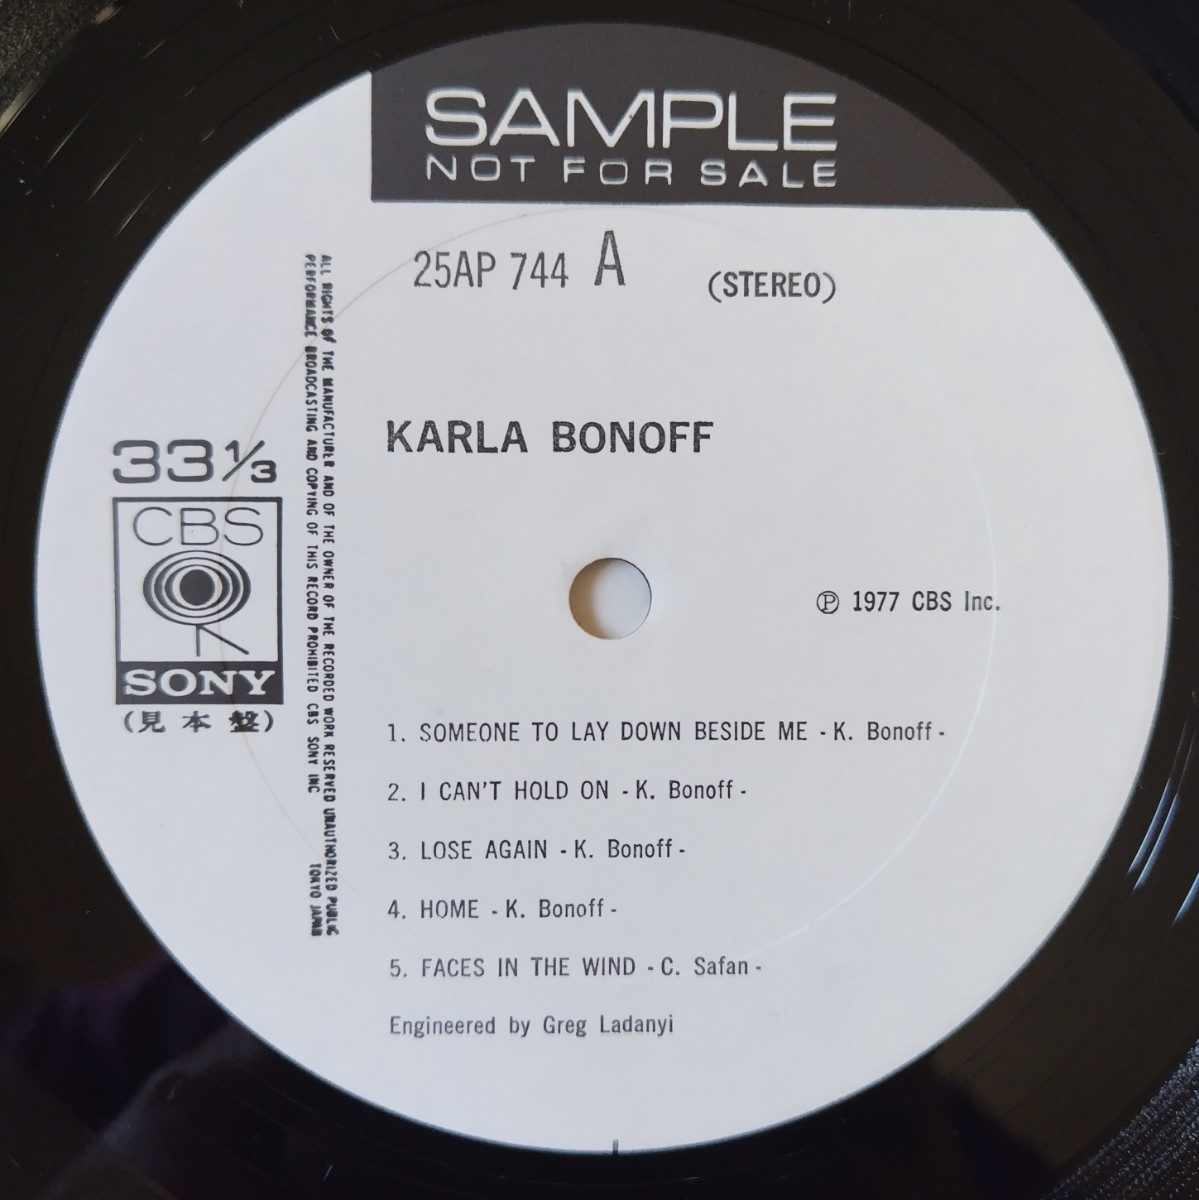 SAMPLE
NOT FOR SALE
25AP 744 A (STEREO)
KARLA BONOFF
33 1/3
CBS
SONY
(見本盤)
ALL RIGHTS OF THE MANUFACTURER AND OF THE OWNER OF THE RECORDED WORK RESERVED UNAUTHORIZED PUBLIC
PERFORMANCE BROADCASTING AND COPYING OF THIS RECORD PROHIBITED CBS SONY INC TOKYO JAPAN
Ⓟ 1977 CBS Inc.
1. SOMEONE TO LAY DOWN BESIDE ME - K. Bonoff -
2. I CAN'T HOLD ON - K. Bonoff -
3. LOSE AGAIN - K. Bonoff -
4. HOME - K. Bonoff -
5. FACES IN THE WIND - C. Safan -
Engineered by Greg Ladanyi